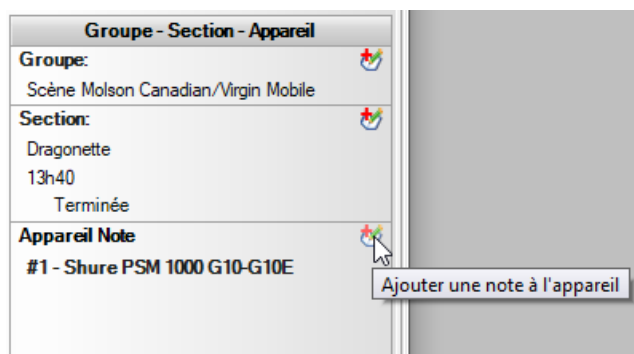 Groupe - Section - Appareil
Groupe:
Scène Molson Canadian/Virgin Mobile
Section:
Dragonette
13h40
Terminée
Appareil Note
#1 - Shure PSM 1000 G10-G10E
Ajouter une note à l'appareil